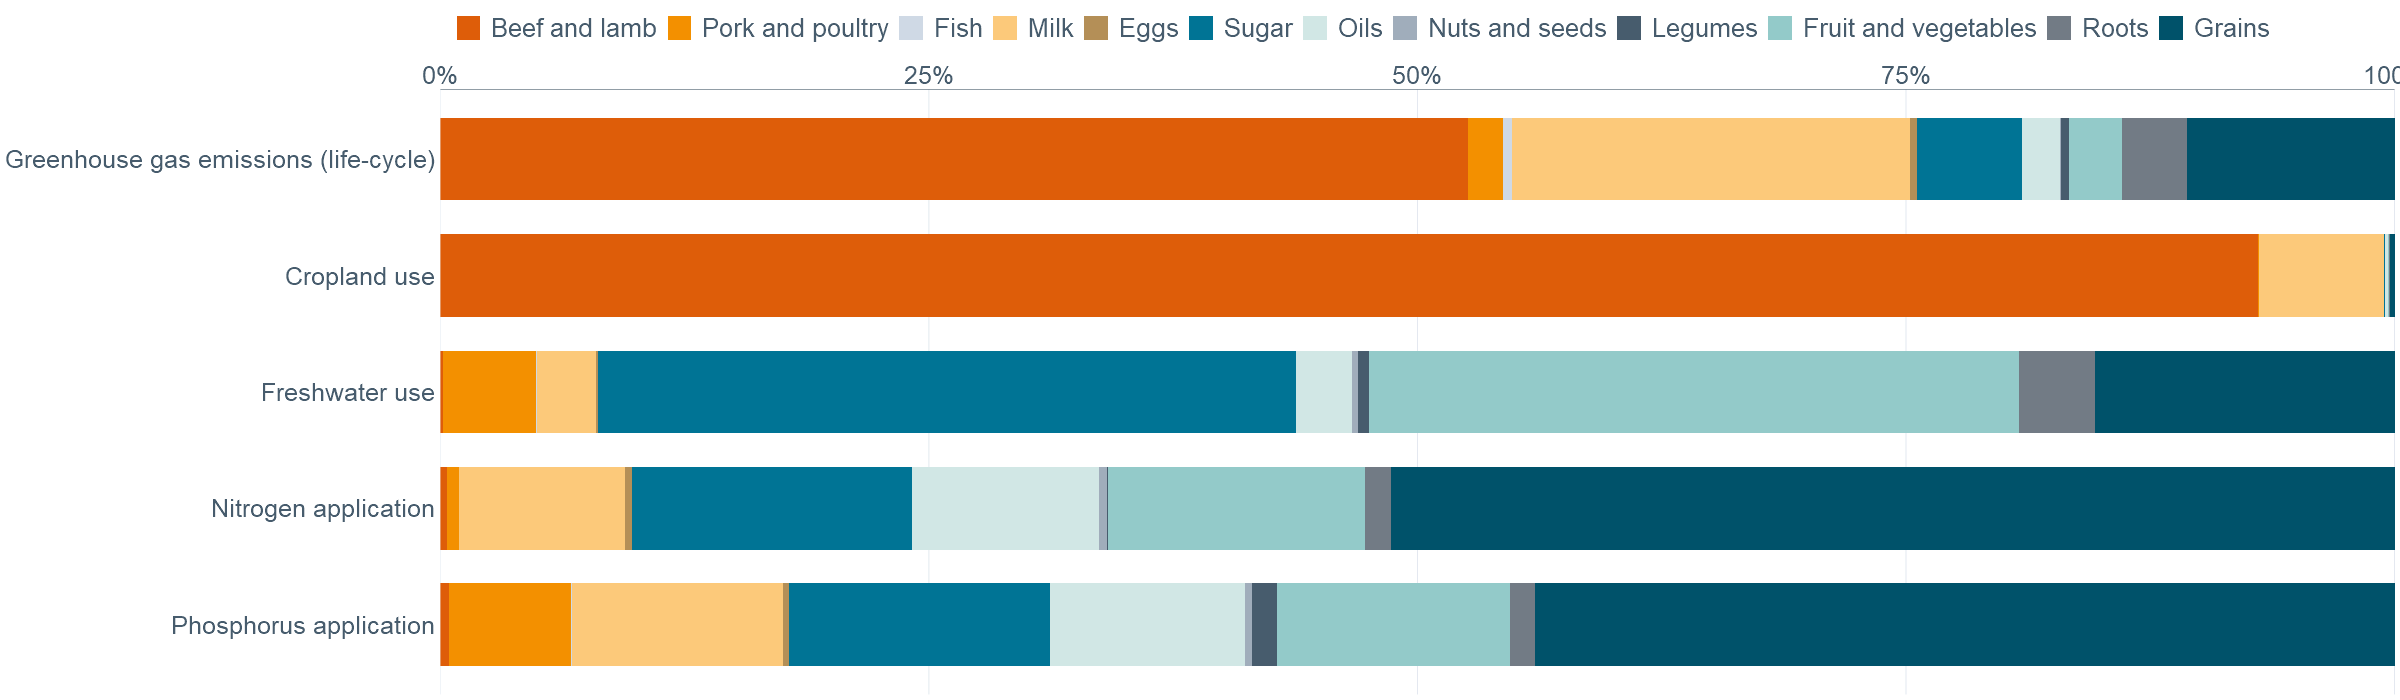 Beef and lamb Pork and poultry Fish Milk Eggs Sugar Oils Nuts and seeds Legumes Fruit and vegetables Roots Grains
0% 25% 50% 75% 100
Greenhouse gas emissions (life-cycle)
Cropland use
Freshwater use
Nitrogen application
Phosphorus application